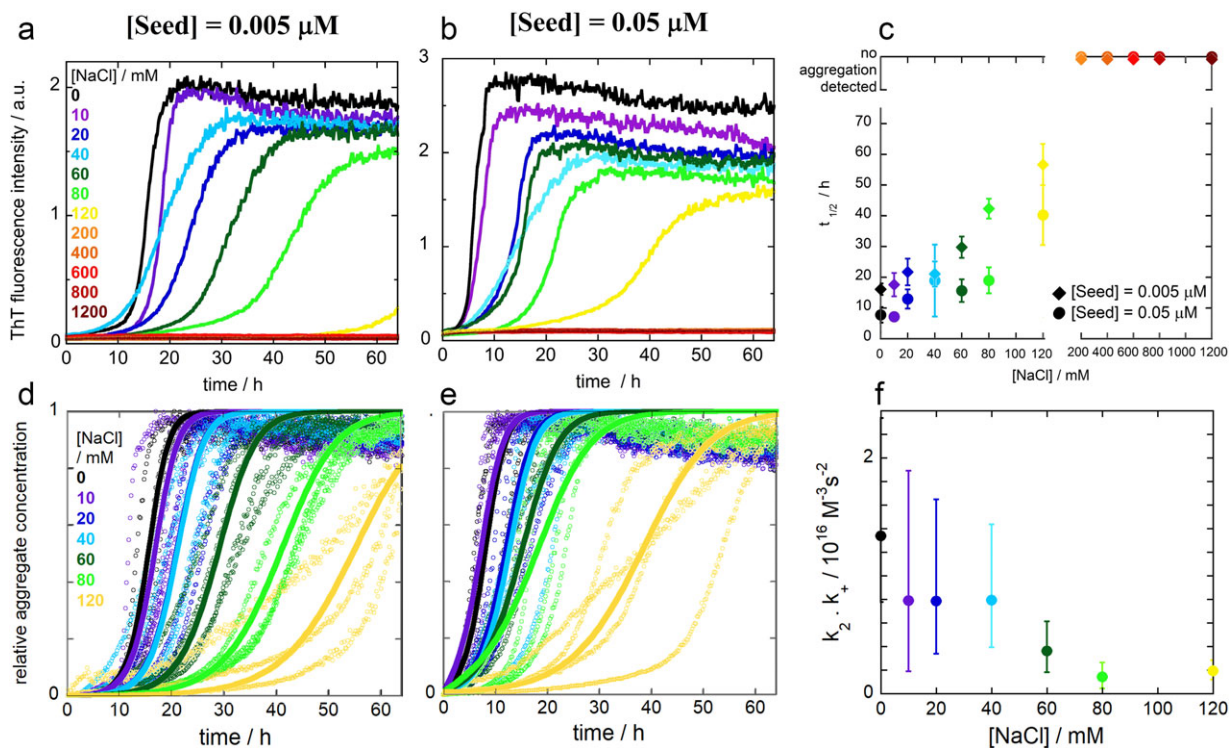 a
[Seed] = 0.005 µM
b
[Seed] = 0.05 µM
c
ThT fluorescence intensity / a.u.
[NaCl] / mM
0
10
20
40
60
80
120
200
400
600
800
1200
2
1
0
0 10 20 30 40 50 60
time / h
3
2
1
0
0 10 20 30 40 50 60
time / h
no
aggregation
detected
70
60
50
40
30
20
10
0
t 1/2 / h
[Seed] = 0.005 µM
[Seed] = 0.05 µM
0 20 40 60 80 120
200 400 600 800 1200
[NaCl] / mM
d
relative aggregate concentration
[NaCl]
/ mM
0
10
20
40
60
80
120
1
0
0 10 20 30 40 50 60
time / h
e
1
0
0 10 20 30 40 50 60
time / h
f
k2 . k+ / 10^16 M^-3 s^-2
2
1
0
0 20 40 60 80 100 120
[NaCl] / mM